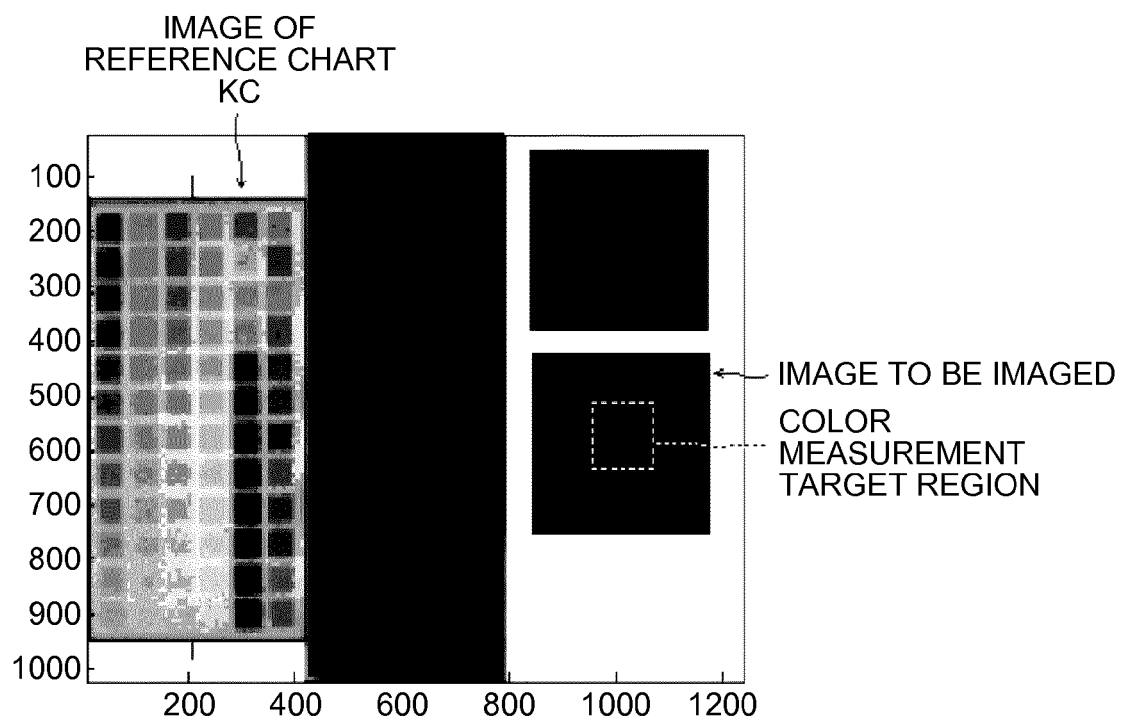 IMAGE OF
REFERENCE CHART
KC
100
200
300
400
500
600
700
800
900
1000
200
400
600
800
1000
1200
IMAGE TO BE IMAGED
COLOR
MEASUREMENT
TARGET REGION